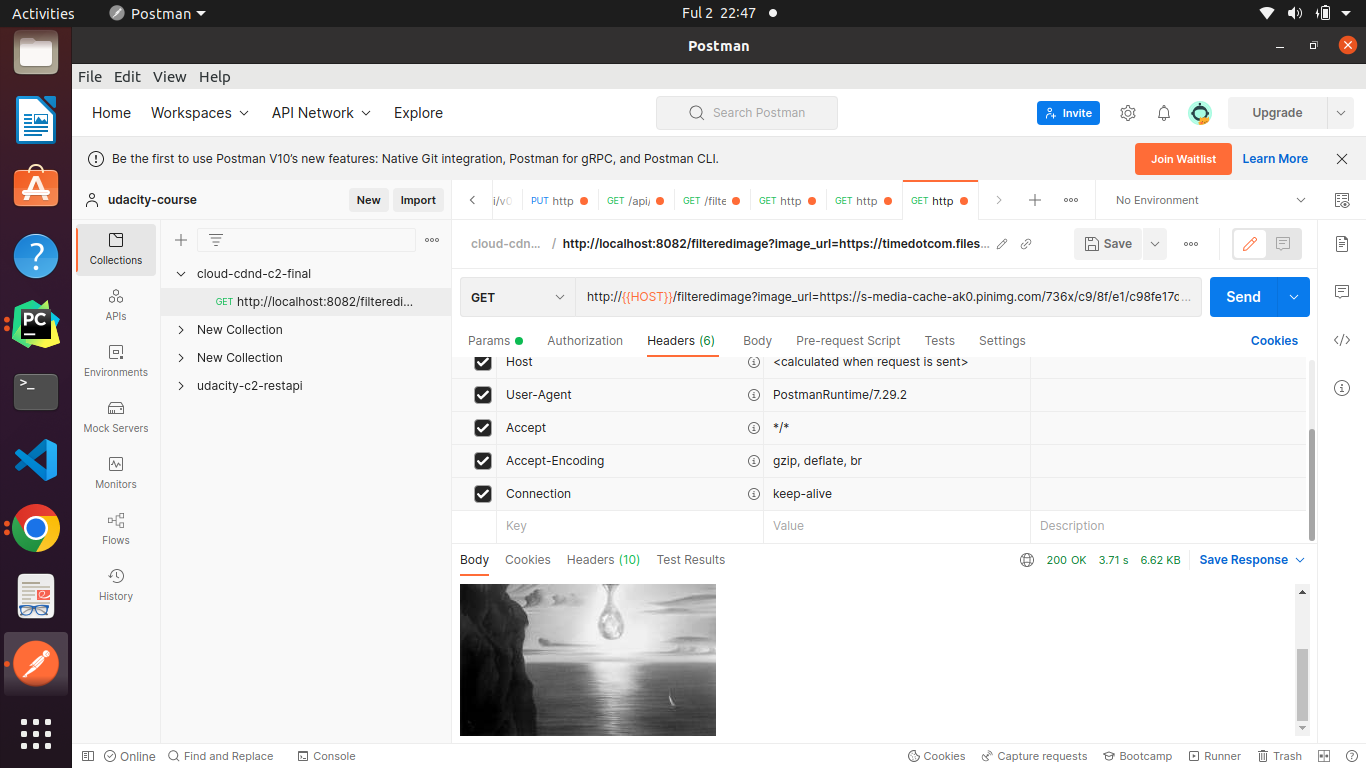 Activities Postman Ful 2 22:47
Postman
File Edit View Help
Home Workspaces API Network Explore Search Postman Invite Upgrade
Be the first to use Postman V10's new features: Native Git integration, Postman for gRPC, and Postman CLI. Join Waitlist Learn More
udacity-course New Import i/v0 PUT http GET /api/ GET /filte GET http GET http GET http No Environment
Collections
APIs
Environments
Mock Servers
Monitors
Flows
History
cloud-cdnd-c2-final
GET http://localhost:8082/filteredi...
New Collection
New Collection
udacity-c2-restapi
cloud-cdn... / http://localhost:8082/filteredimage?image_url=https://timedotcom.files... Save
GET http://{{HOST}}/filteredimage?image_url=https://s-media-cache-ak0.pinimg.com/736x/c9/8f/e1/c98fe17c... Send
Params Authorization Headers (6) Body Pre-request Script Tests Settings Cookies
Host <calculated when request is sent>
User-Agent PostmanRuntime/7.29.2
Accept */*
Accept-Encoding gzip, deflate, br
Connection keep-alive
Key Value Description
Body Cookies Headers (10) Test Results 200 OK 3.71 s 6.62 KB Save Response
Online Find and Replace Console Cookies Capture requests Bootcamp Runner Trash
PC
>_